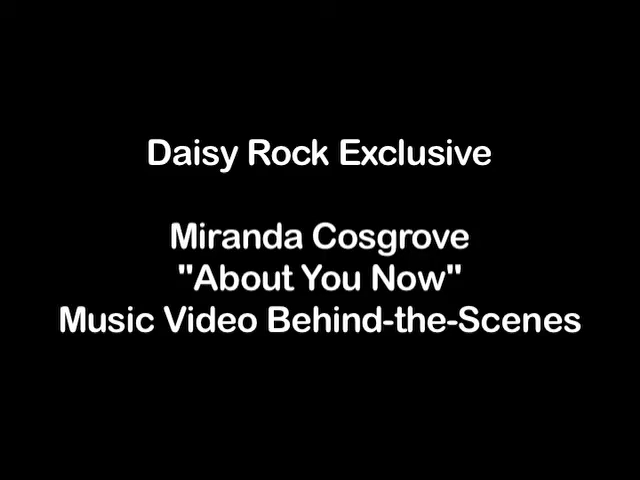 Daisy Rock Exclusive
Miranda Cosgrove
"About You Now"
Music Video Behind-the-Scenes